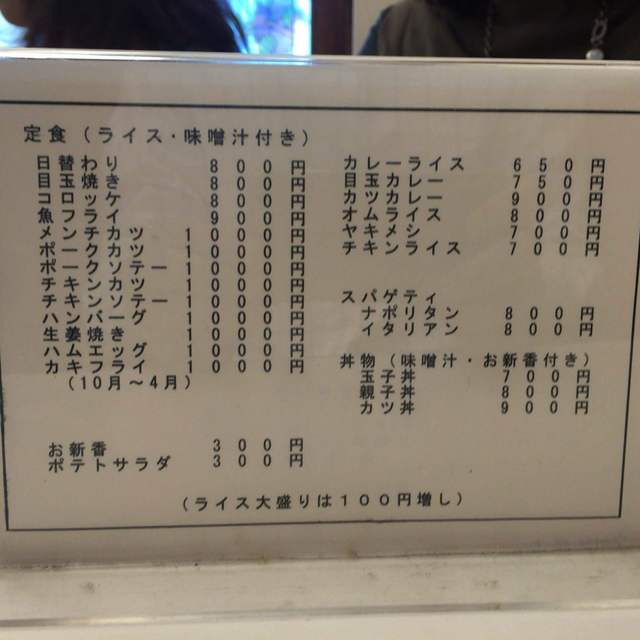 定食（ライス・味噌汁付き）
日替わり 800円
目玉焼き 800円
コロッケ 800円
魚フライ 900円
メンチカツ 1000円
ポークカツ 1000円
ポークソテー 1000円
チキンカツ 1000円
チキンソテー 1000円
ハンバーグ 1000円
生姜焼き 1000円
ハムエッグ 1000円
カキフライ 1000円
（10月～4月）
お新香 300円
ポテトサラダ 300円
カレーライス 650円
目玉カレー 750円
カツカレー 900円
オムライス 800円
ヤキメシ 700円
チキンライス 700円
スパゲティ
ナポリタン 800円
イタリアン 800円
丼物（味噌汁・お新香付き）
玉子丼 700円
親子丼 800円
カツ丼 900円
（ライス大盛りは100円増し）